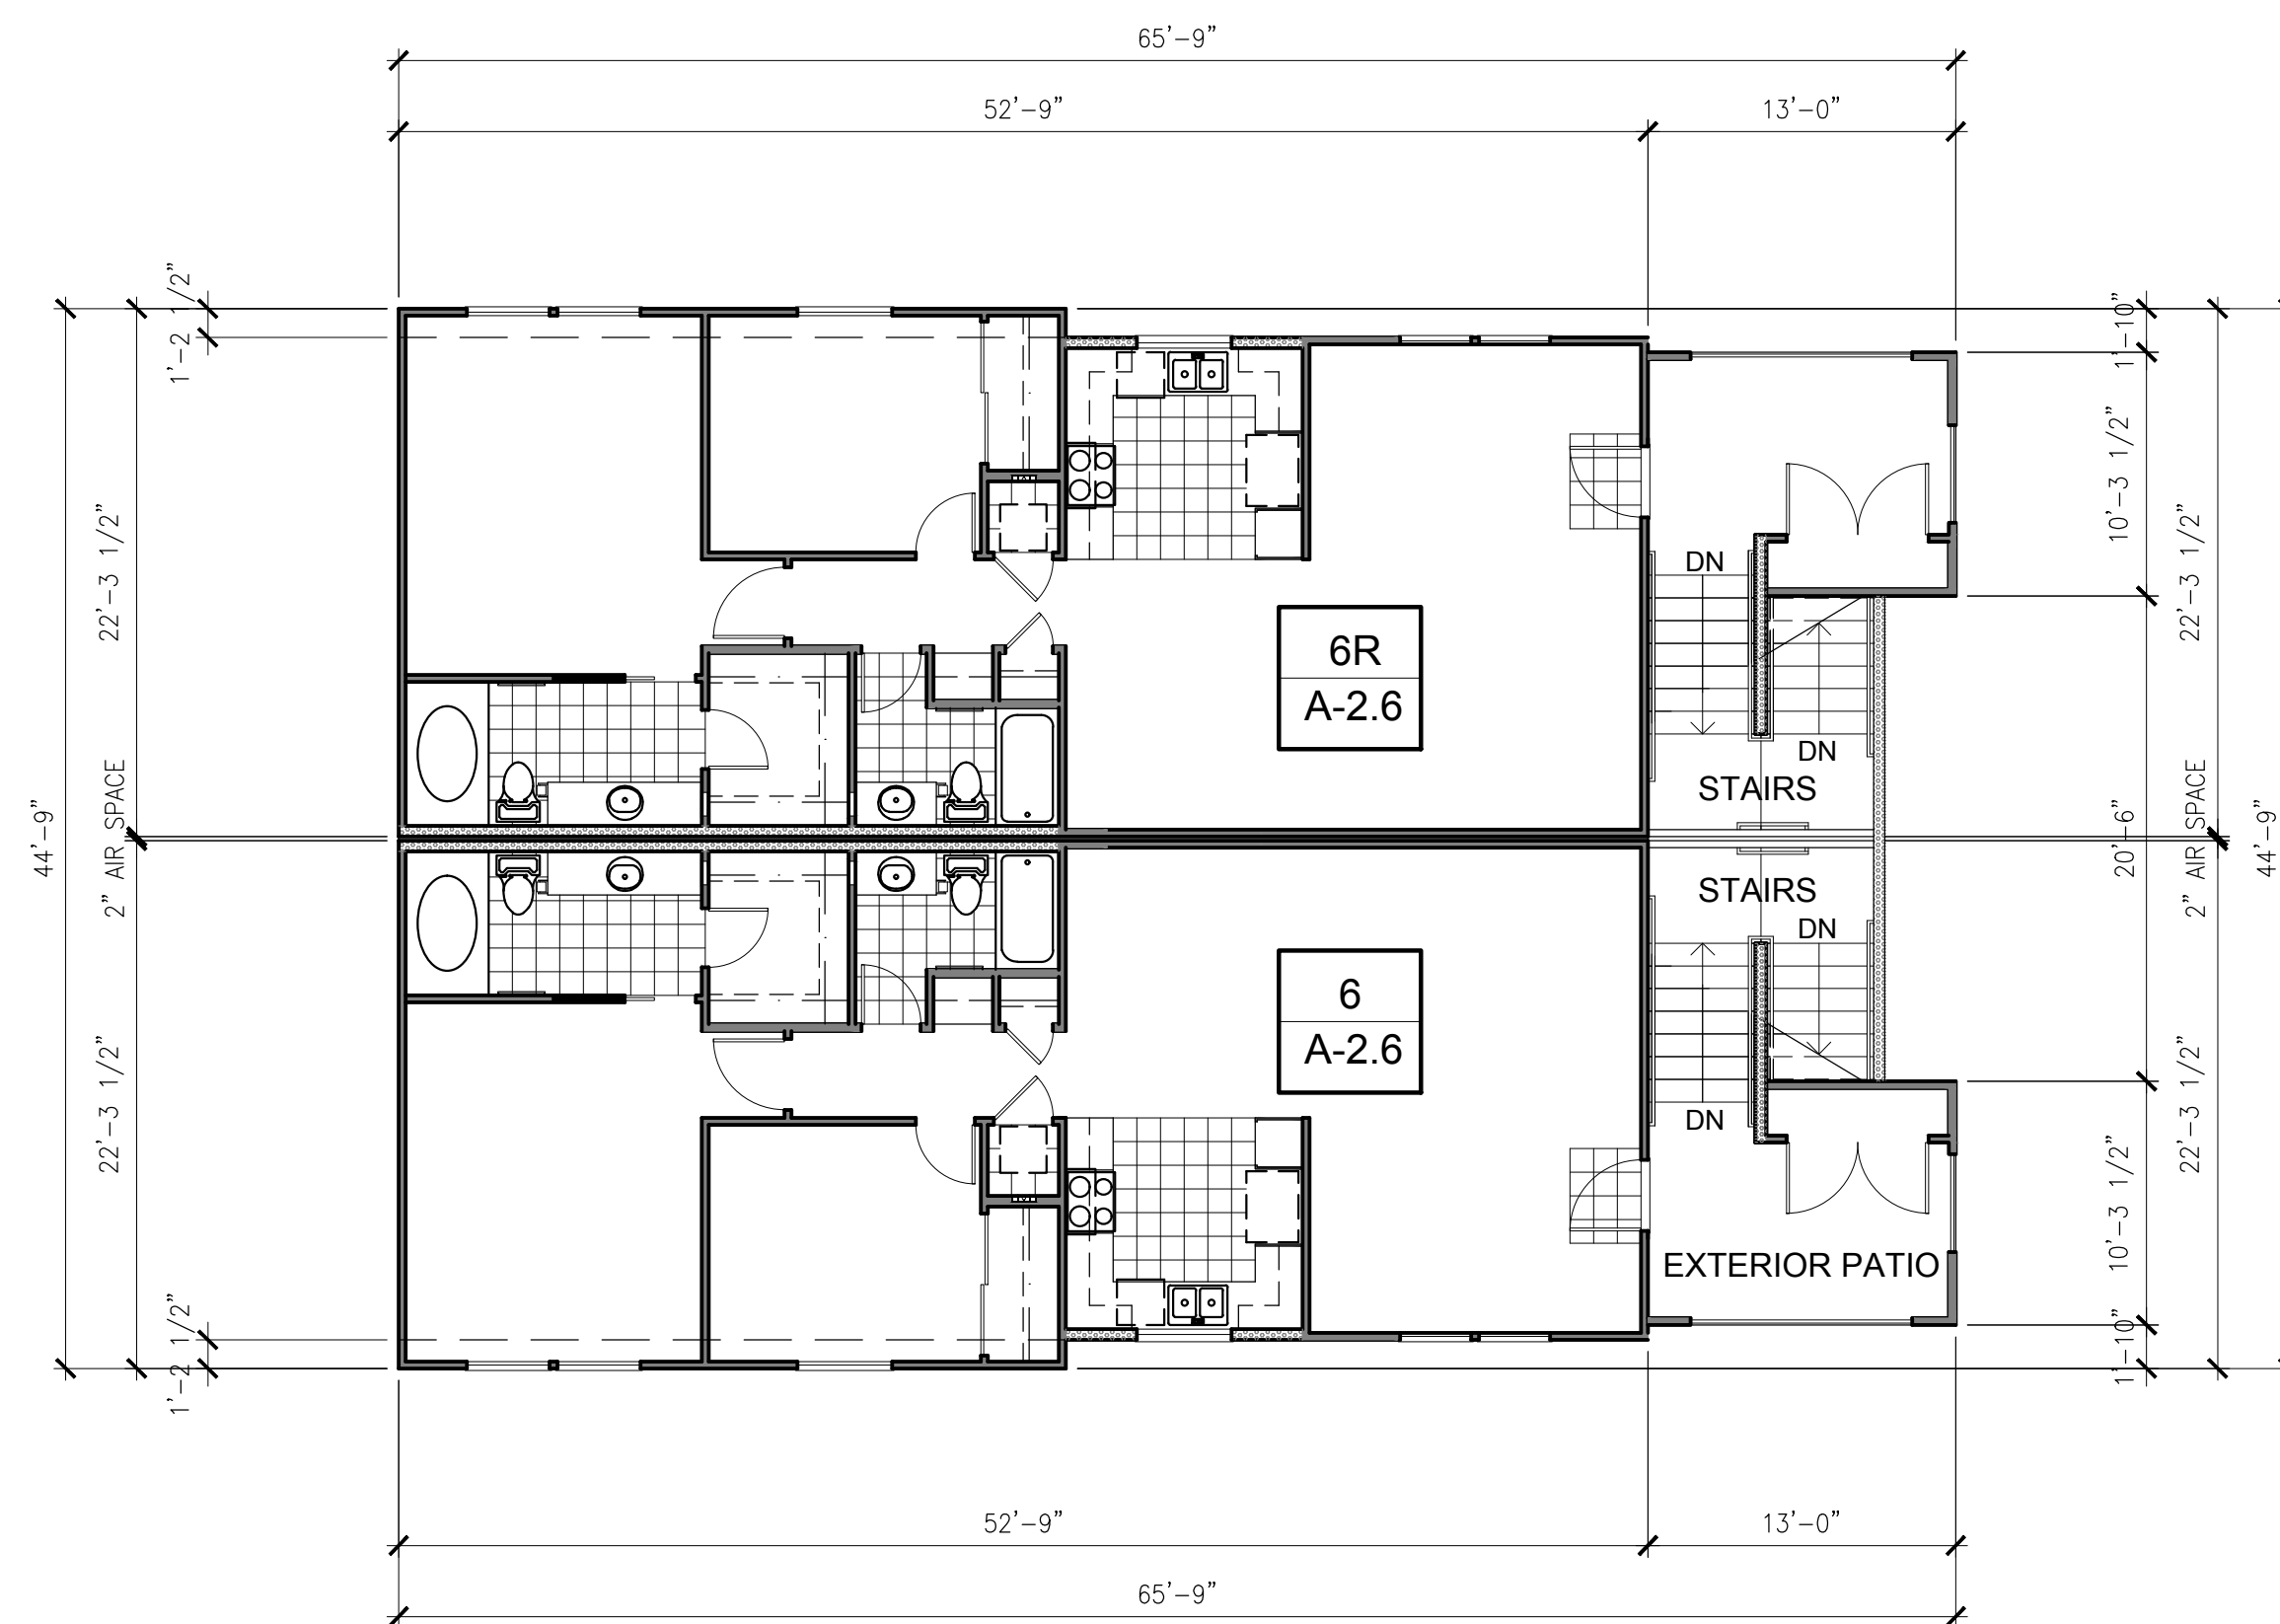 65'-9"
52'-9"
13'-0"
1'-2 1/2"
1'-10"
10'-3 1/2"
22'-3 1/2"
22'-3 1/2"
DN
6R
A-2.6
DN
STAIRS
44'-9"
2" AIR SPACE
20'-6"
2" AIR SPACE
44'-9"
STAIRS
DN
6
A-2.6
DN
22'-3 1/2"
22'-3 1/2"
10'-3 1/2"
EXTERIOR PATIO
1'-2 1/2"
1'-10"
52'-9"
13'-0"
65'-9"